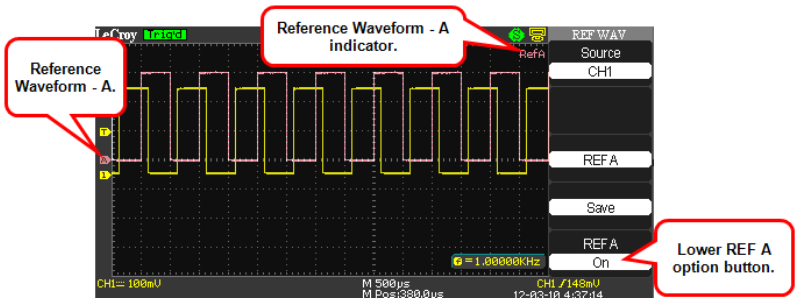 LeCroy Trig'd
Reference Waveform - A
indicator.
REF WAV
RefA
Source
CH1
Reference
Waveform - A.
T
A
1
REF A
Save
REF A
On
Lower REF A
option button.
=1.00000KHz
CH1 100mV
M 500µs
CH1 148mV
M Pos:380.0µs
12-03-10 4:37:14